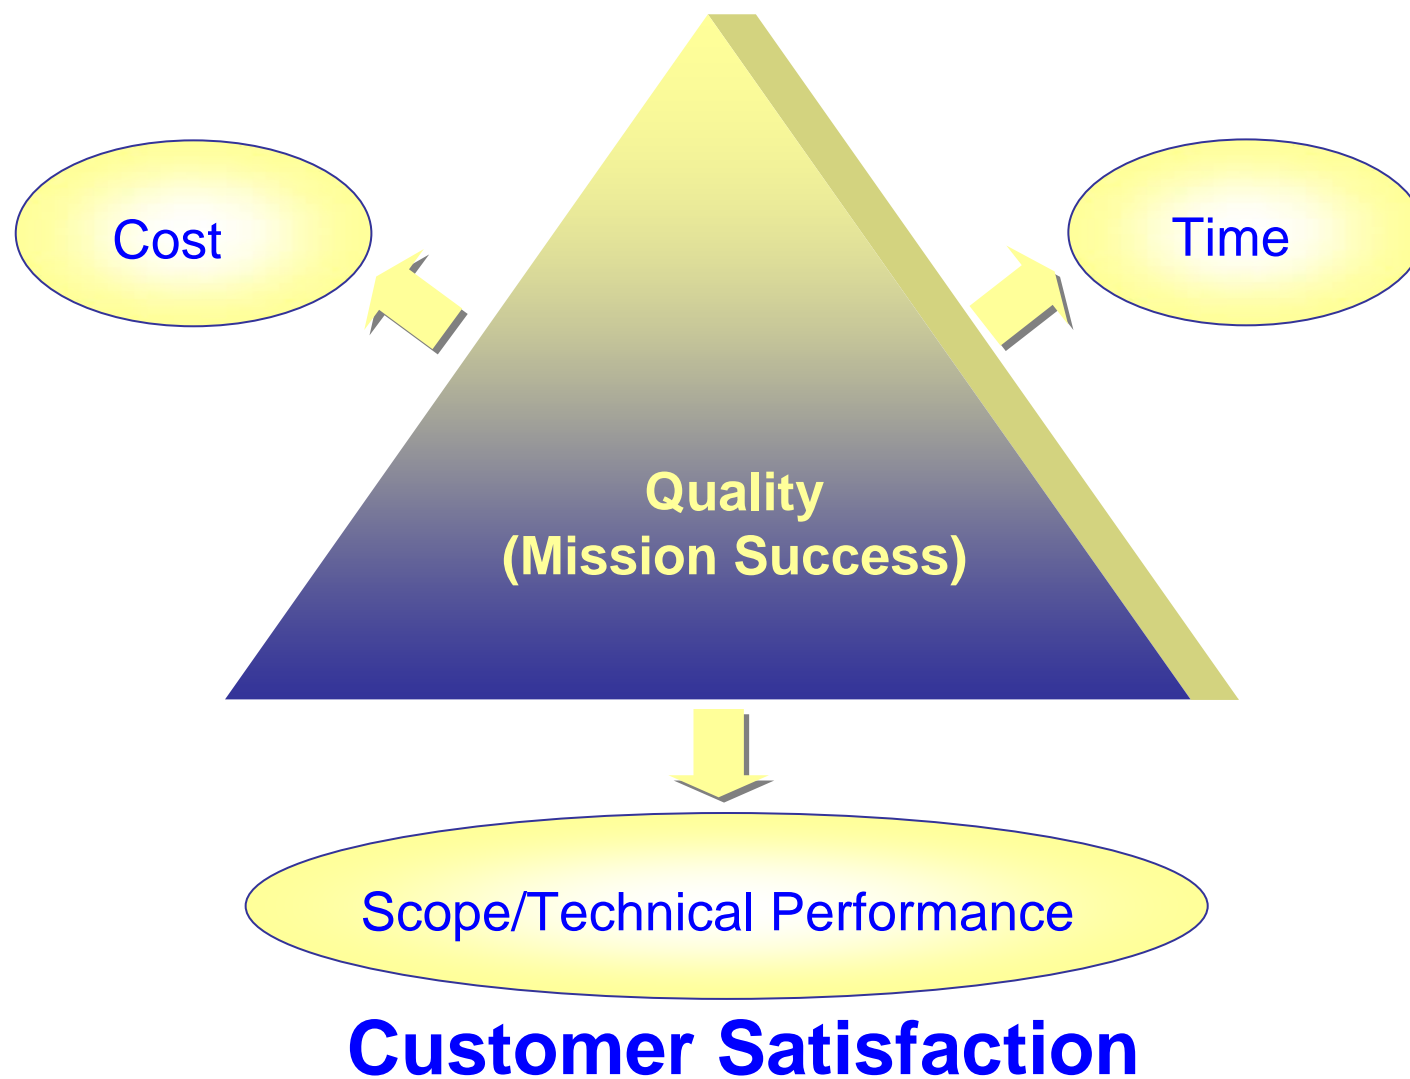 Cost
Time
Quality
(Mission Success)
Scope/Technical Performance
Customer Satisfaction